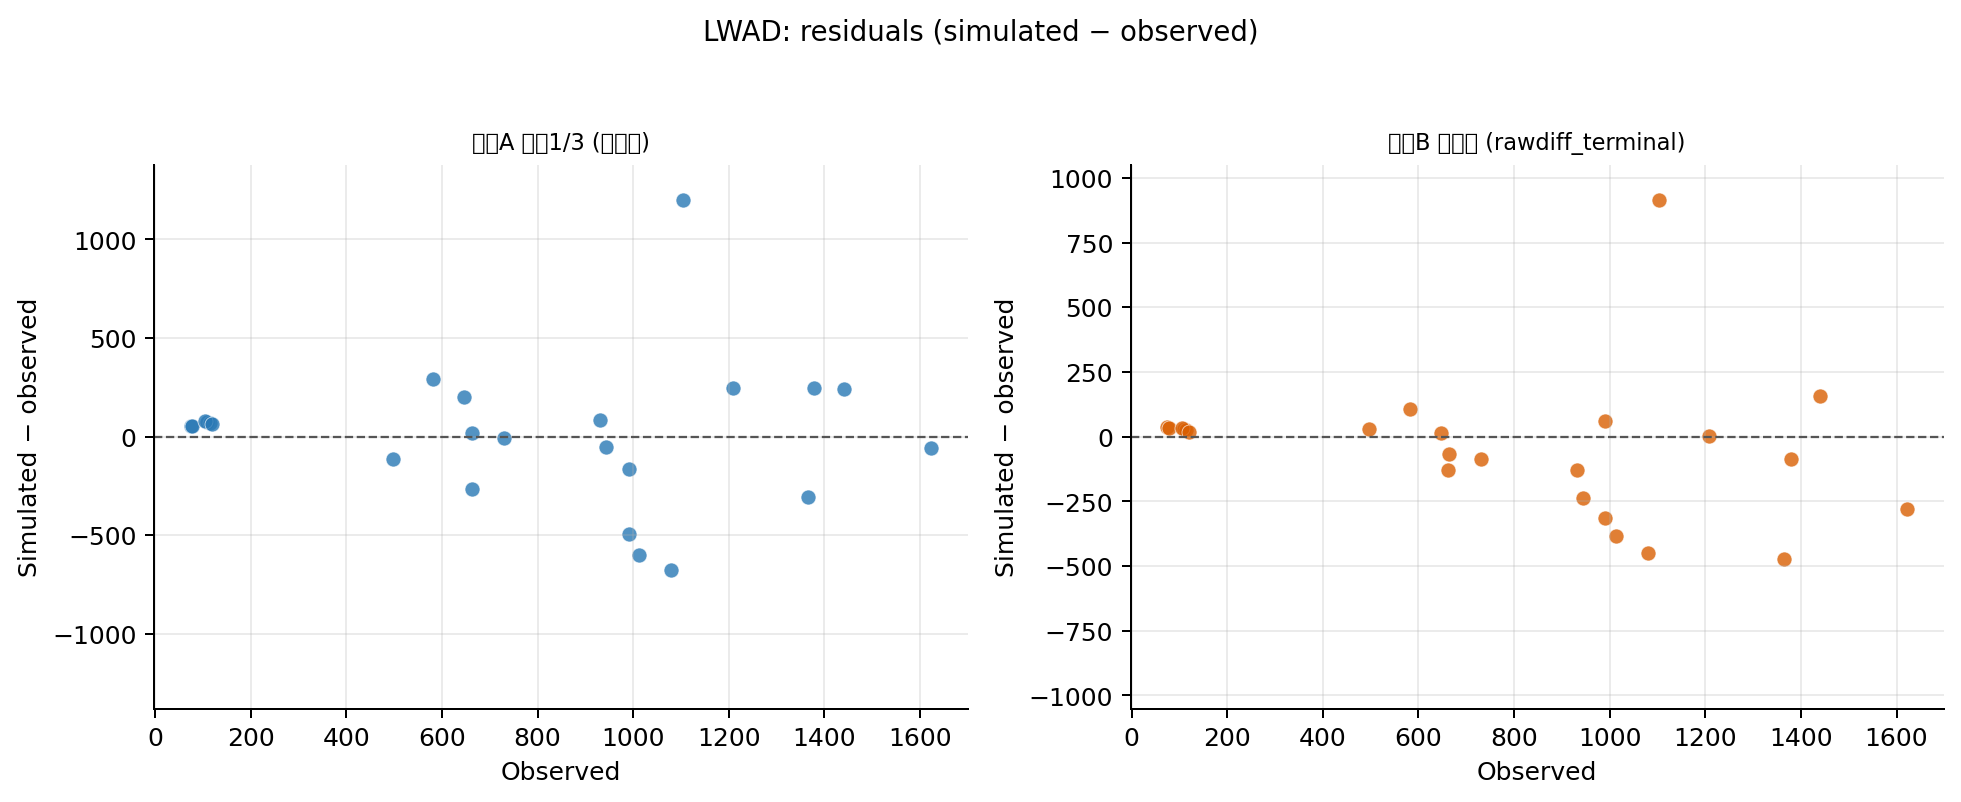 LWAD: residuals (simulated − observed)
A 1/3 ()
B (rawdiff_terminal)
Simulated − observed
1000
500
0
−500
−1000
0 200 400 600 800 1000 1200 1400 1600
Observed
Simulated − observed
1000
750
500
250
0
−250
−500
−750
−1000
0 200 400 600 800 1000 1200 1400 1600
Observed